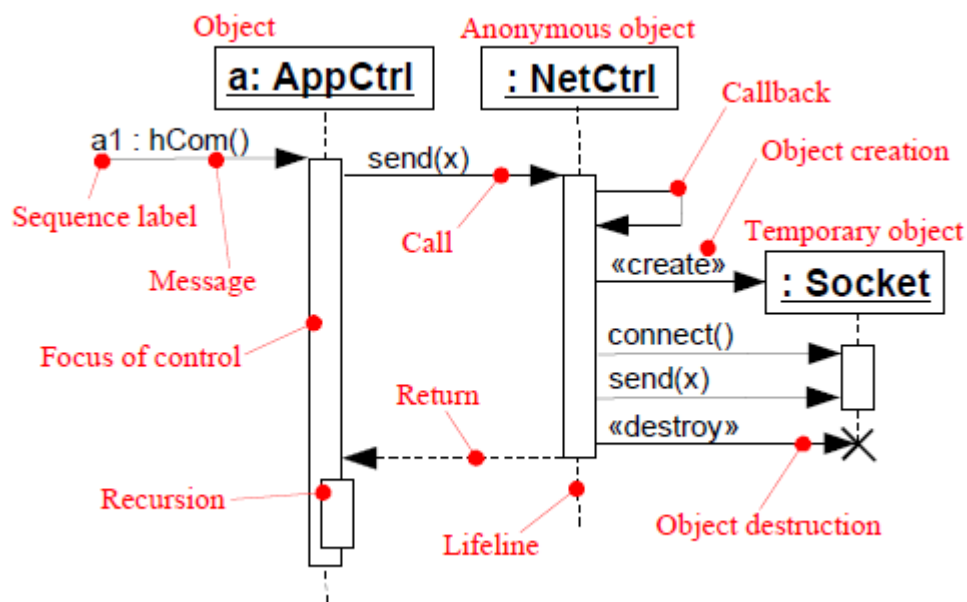 Object
Anonymous object
a: AppCtrl
: NetCtrl
Callback
a1 : hCom()
send(x)
Object creation
Sequence label
Call
Temporary object
Message
«create»
: Socket
Focus of control
connect()
send(x)
Return
«destroy»
Recursion
Lifeline
Object destruction